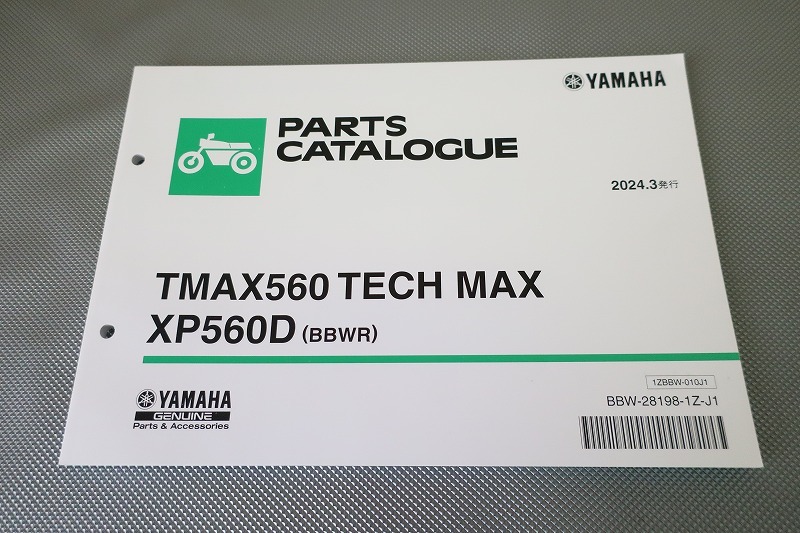 YAMAHA
PARTS
CATALOGUE
2024.3発行
TMAX560 TECH MAX
XP560D (BBWR)
1ZBBW-010J1
BBW-28198-1Z-J1
YAMAHA
GENUINE
Parts & Accessories